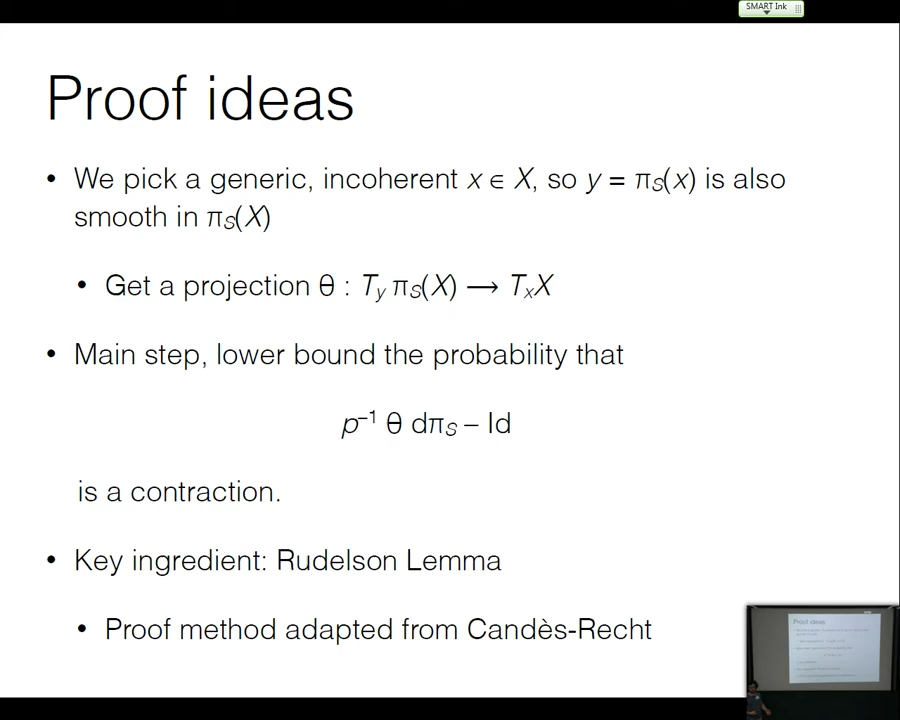 SMART Ink
Proof ideas
• We pick a generic, incoherent x ∈ X, so y = πS(x) is also
smooth in πS(X)
• Get a projection θ : Ty πS(X) ⟶ TxX
• Main step, lower bound the probability that
p⁻¹ θ dπS – Id
is a contraction.
• Key ingredient: Rudelson Lemma
• Proof method adapted from Candès-Recht
Proof ideas